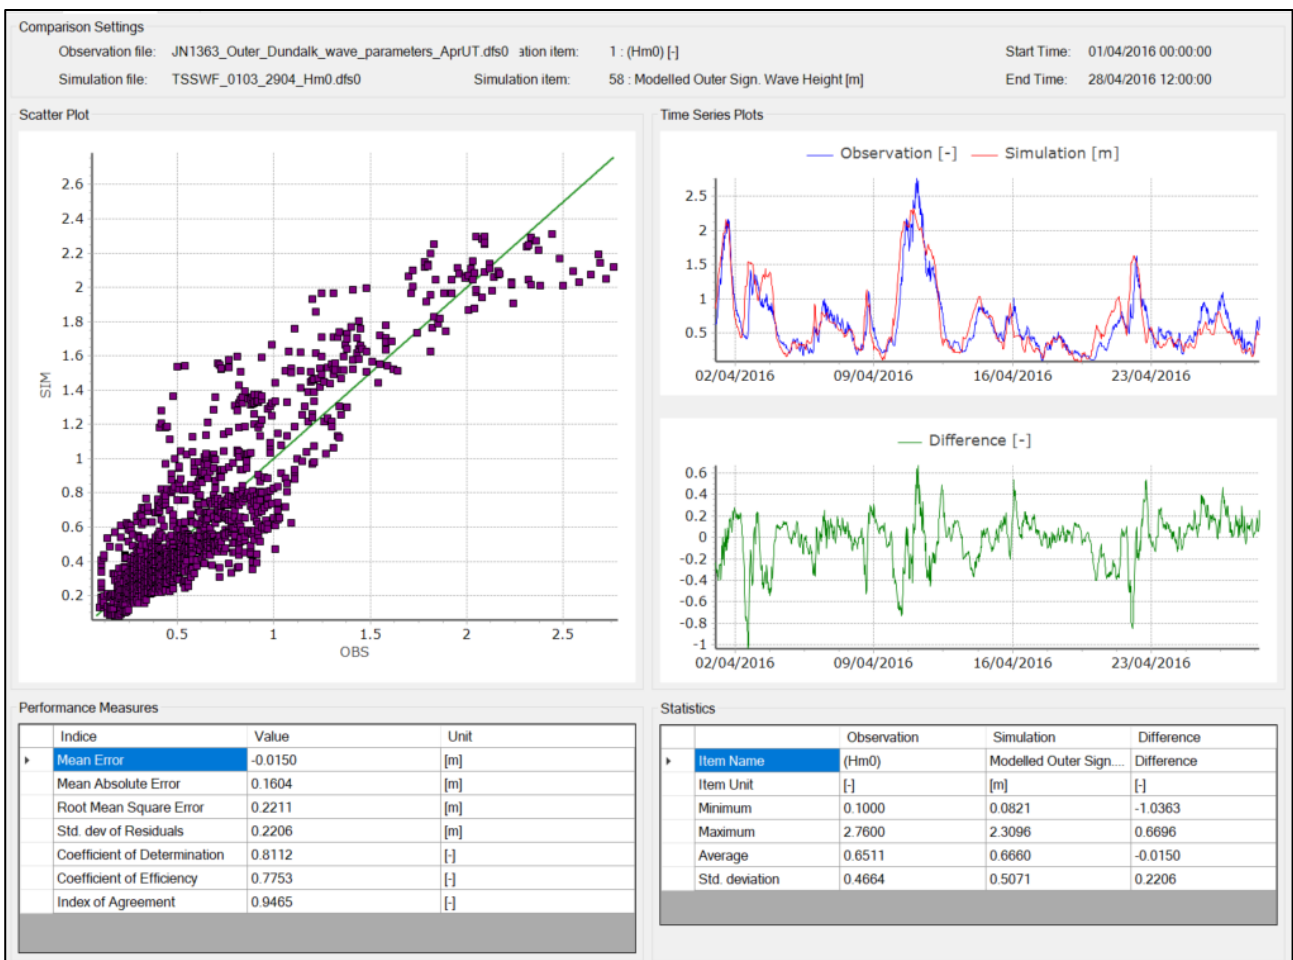 Comparison Settings
Observation file: JN1363_Outer_Dundalk_wave_parameters_AprUT.dfs0 ation item: 1 : (Hm0) [-] Start Time: 01/04/2016 00:00:00
Simulation file: TSSWF_0103_2904_Hm0.dfs0 Simulation item: 58 : Modelled Outer Sign. Wave Height [m] End Time: 28/04/2016 12:00:00
Scatter Plot
2.6
2.4
2.2
2
1.8
1.6
1.4
1.2
1
0.8
0.6
0.4
0.2
SIM
0.5 1 1.5 2 2.5
OBS
Time Series Plots
Observation [-] Simulation [m]
2.5
2
1.5
1
0.5
02/04/2016 09/04/2016 16/04/2016 23/04/2016
Difference [-]
0.6
0.4
0.2
0
-0.2
-0.4
-0.6
-0.8
-1
02/04/2016 09/04/2016 16/04/2016 23/04/2016
Performance Measures
Indice Value Unit
Mean Error -0.0150 [m]
Mean Absolute Error 0.1604 [m]
Root Mean Square Error 0.2211 [m]
Std. dev of Residuals 0.2206 [m]
Coefficient of Determination 0.8112 [-]
Coefficient of Efficiency 0.7753 [-]
Index of Agreement 0.9465 [-]
Statistics
Observation Simulation Difference
Item Name (Hm0) Modelled Outer Sign.... Difference
Item Unit [-] [m] [-]
Minimum 0.1000 0.0821 -1.0363
Maximum 2.7600 2.3096 0.6696
Average 0.6511 0.6660 -0.0150
Std. deviation 0.4664 0.5071 0.2206